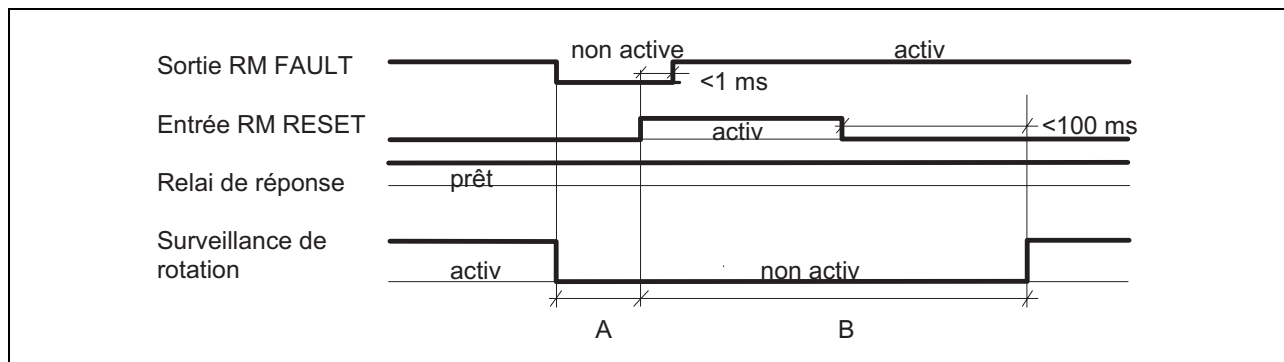 Sortie RM FAULT
non active
activ
<1 ms
Entrée RM RESET
activ
<100 ms
Relai de réponse
prêt
Surveillance de
rotation
activ
non activ
A
B